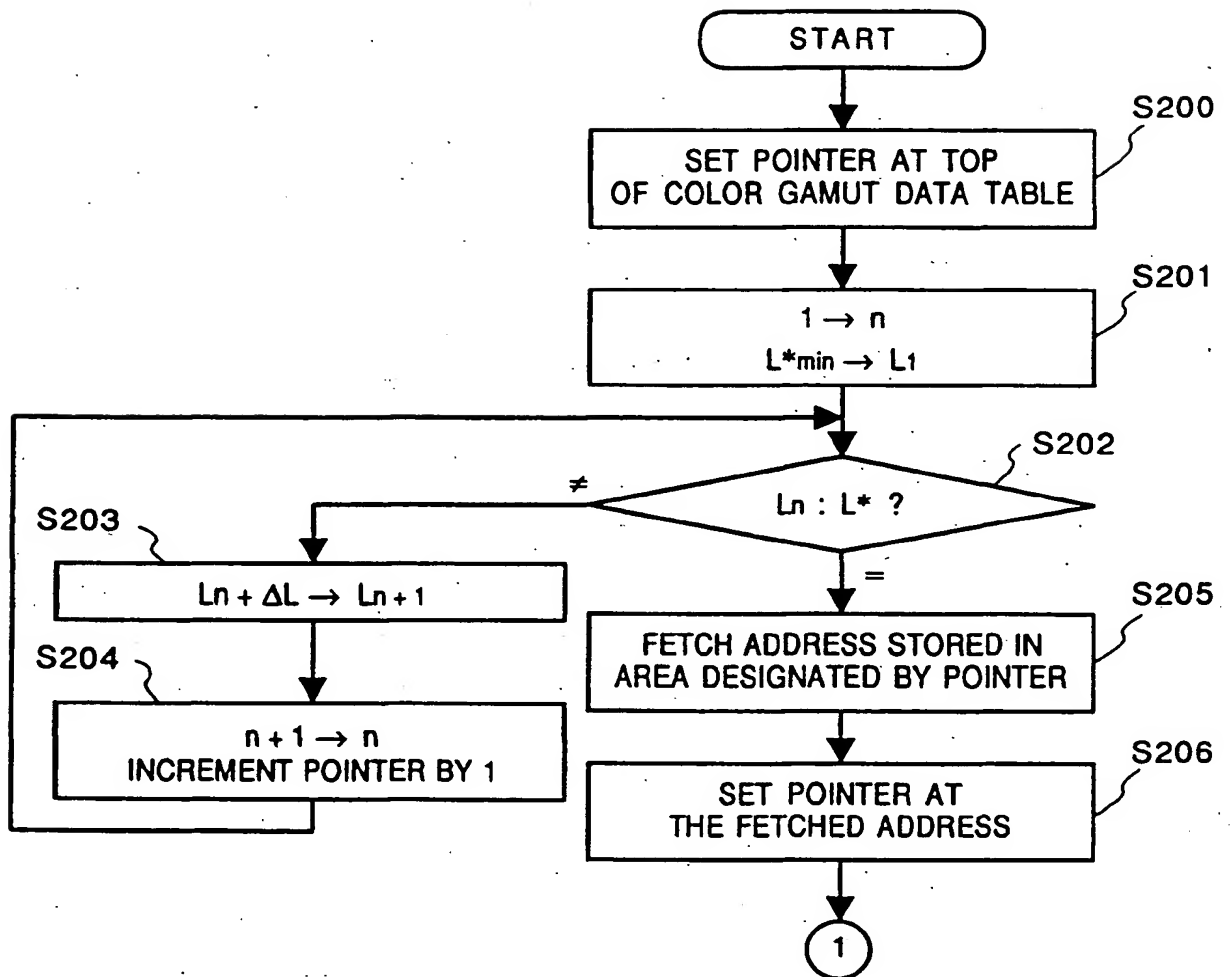 START
S200
SET POINTER AT TOP
OF COLOR GAMUT DATA TABLE
S201
1 → n
L*min → L1
S202
≠
Ln : L* ?
S203
=
Ln + ΔL → Ln + 1
S205
FETCH ADDRESS STORED IN
AREA DESIGNATED BY POINTER
S204
n + 1 → n
INCREMENT POINTER BY 1
S206
SET POINTER AT
THE FETCHED ADDRESS
1